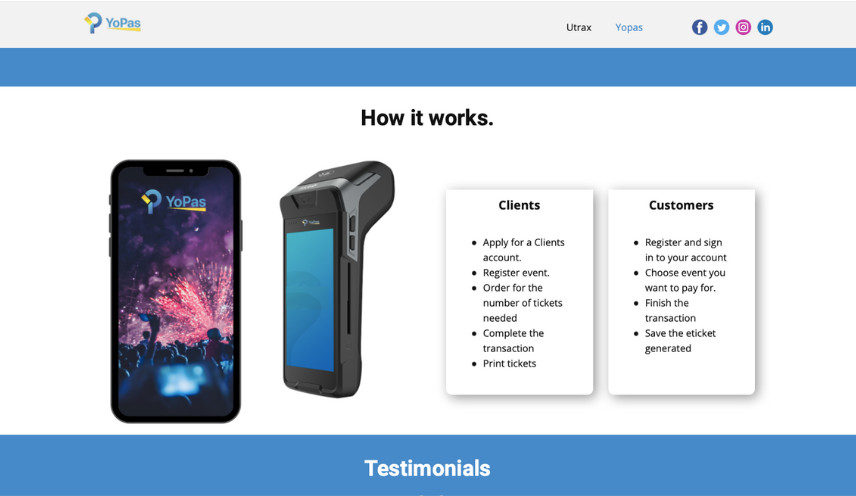 YoPas
Utrax
Yopas
How it works.
YoPas
YoPas
Clients
Apply for a Clients
account.
Register event.
Order for the
number of tickets
needed
Complete the
transaction
Print tickets
Customers
Register and sign
in to your account
Choose event you
want to pay for.
Finish the
transaction
Save the eticket
generated
Testimonials